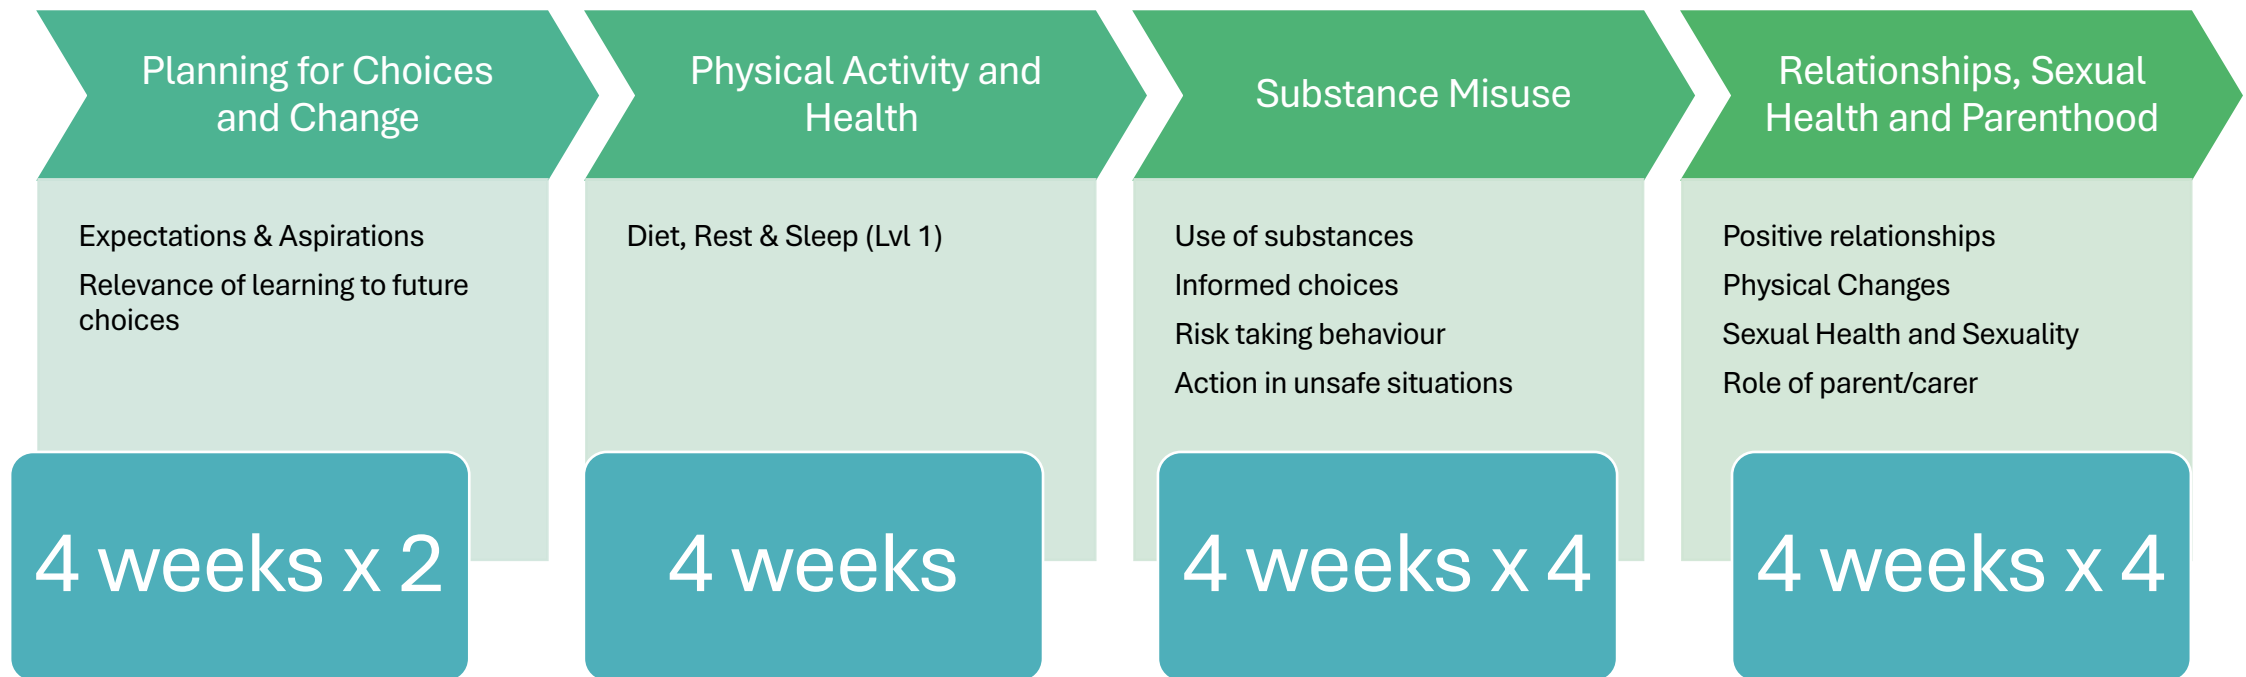 Planning for Choices
and Change
Expectations & Aspirations
Relevance of learning to future
choices
4 weeks x 2
Physical Activity and
Health
Diet, Rest & Sleep (Lvl 1)
4 weeks
Substance Misuse
Use of substances
Informed choices
Risk taking behaviour
Action in unsafe situations
4 weeks x 4
Relationships, Sexual
Health and Parenthood
Positive relationships
Physical Changes
Sexual Health and Sexuality
Role of parent/carer
4 weeks x 4